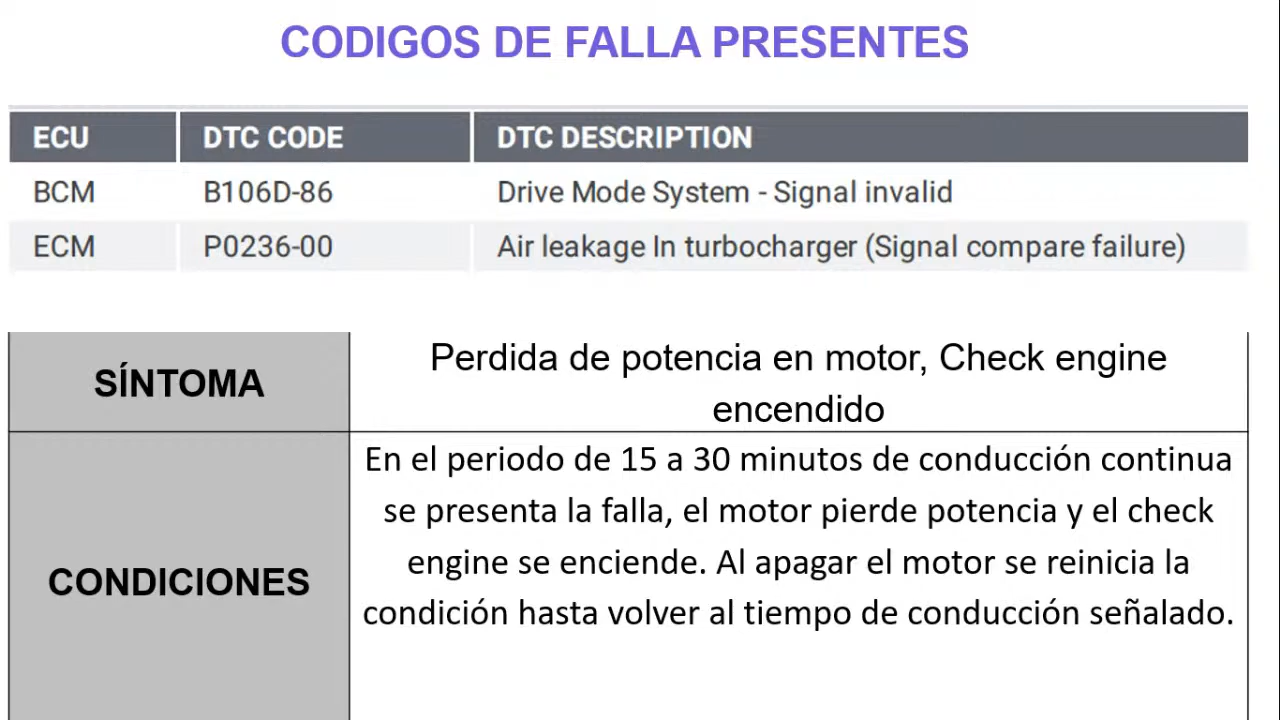 CODIGOS DE FALLA PRESENTES
ECU DTC CODE DTC DESCRIPTION
BCM B106D-86 Drive Mode System - Signal invalid
ECM P0236-00 Air leakage In turbocharger (Signal compare failure)
SÍNTOMA
Perdida de potencia en motor, Check engine
encendido
CONDICIONES
En el periodo de 15 a 30 minutos de conducción continua
se presenta la falla, el motor pierde potencia y el check
engine se enciende. Al apagar el motor se reinicia la
condición hasta volver al tiempo de conducción señalado.